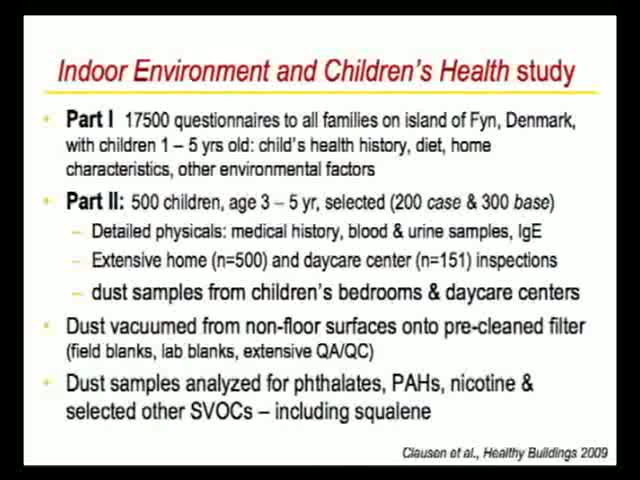 Indoor Environment and Children's Health study
• Part I 17500 questionnaires to all families on island of Fyn, Denmark,
with children 1 – 5 yrs old: child's health history, diet, home
characteristics, other environmental factors
• Part II: 500 children, age 3 – 5 yr, selected (200 case & 300 base)
– Detailed physicals: medical history, blood & urine samples, IgE
– Extensive home (n=500) and daycare center (n=151) inspections
– dust samples from children's bedrooms & daycare centers
• Dust vacuumed from non-floor surfaces onto pre-cleaned filter
(field blanks, lab blanks, extensive QA/QC)
• Dust samples analyzed for phthalates, PAHs, nicotine &
selected other SVOCs – including squalene
Clausen et al., Healthy Buildings 2009